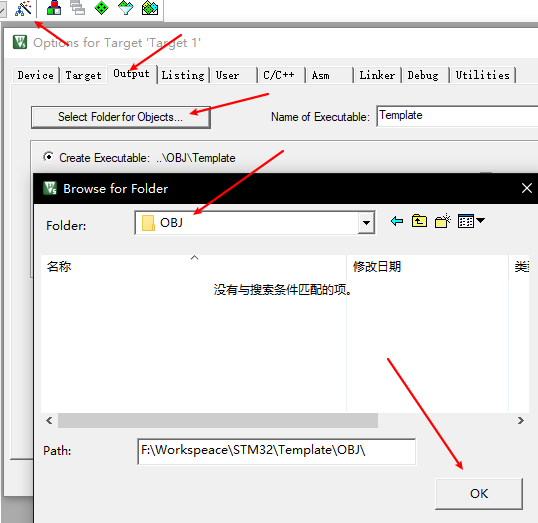 Options for Target 'Target 1'
Device Target Output Listing User C/C++ Asm Linker Debug Utilities
Select Folder for Objects... Name of Executable: Template
Create Executable: ..\OBJ\Template
Browse for Folder
Folder: OBJ
名称 修改日期
没有与搜索条件匹配的项。
Path: F:\Workspeace\STM32\Template\OBJ\
OK